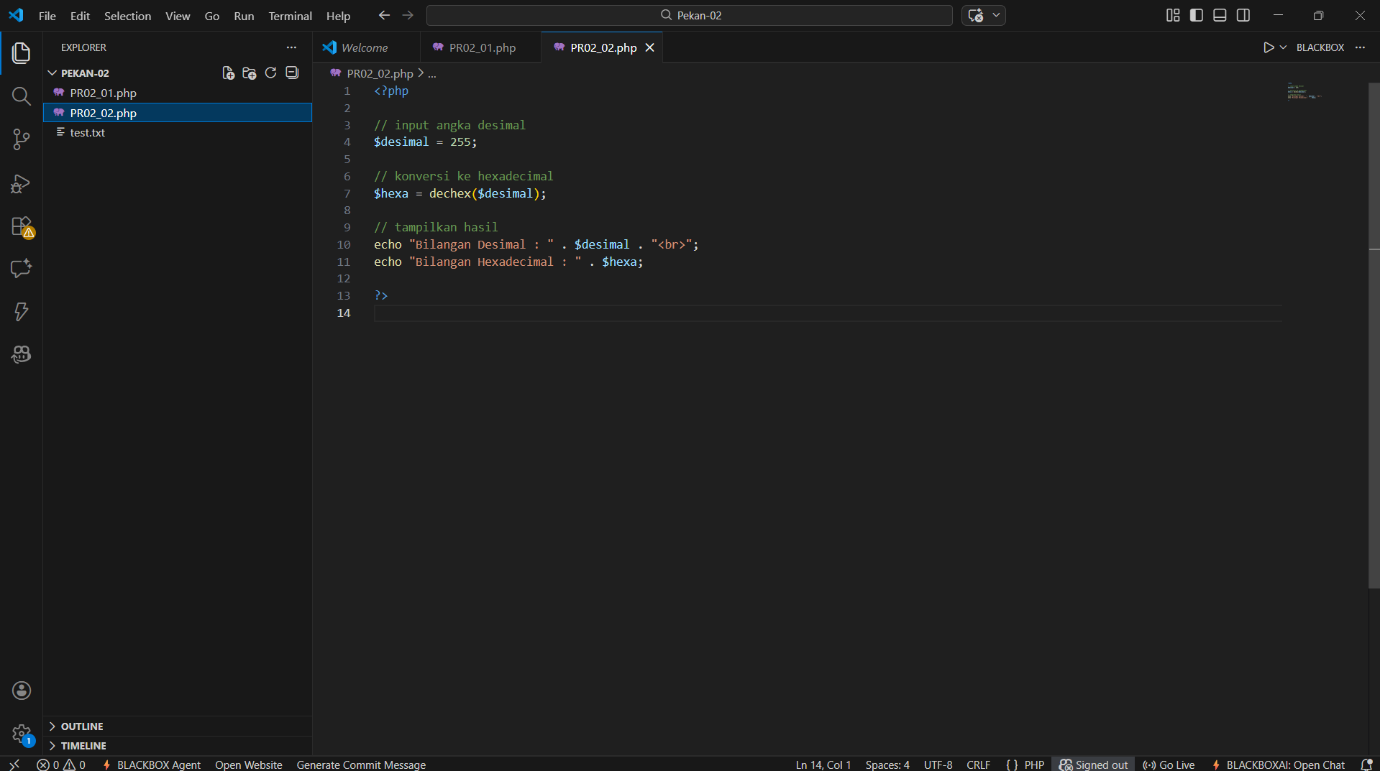 File Edit Selection View Go Run Terminal Help
Pekan-02
EXPLORER
PEKAN-02
PR02_01.php
PR02_02.php
test.txt
OUTLINE
TIMELINE
Welcome PR02_01.php PR02_02.php
BLACKBOX
PR02_02.php > ...
1 <?php
2
3 // input angka desimal
4 $desimal = 255;
5
6 // konversi ke hexadecimal
7 $hexa = dechex($desimal);
8
9 // tampilkan hasil
10 echo "Bilangan Desimal : " . $desimal . "<br>";
11 echo "Bilangan Hexadecimal : " . $hexa;
12
13 ?>
14
1
0 0 BLACKBOX Agent Open Website Generate Commit Message Ln 14, Col 1 Spaces: 4 UTF-8 CRLF { } PHP Signed out Go Live BLACKBOXAI: Open Chat